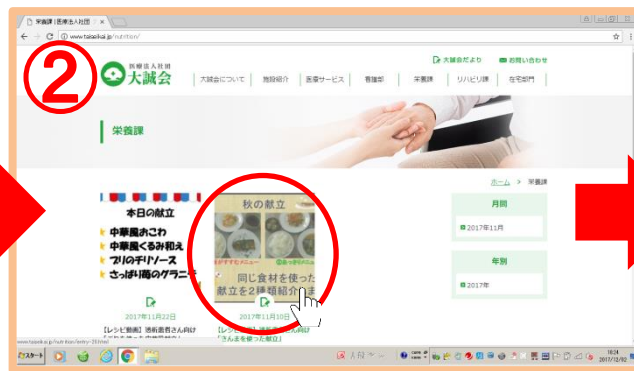 ②
栄養課 | 医療法人社団
www.taiseikai.jp/nutrition/
医療法人社団
大誠会
大誠会だより
お問い合わせ
大誠会について
施設紹介
医療サービス
看護部
栄養課
リハビリ課
在宅部門
栄養課
ホーム > 栄養課
本日の献立
中華風おこわ
中華風くるみ和え
ブリのチリソース
さっぱり苺のグラニテ
2017年11月22日
【レシピ動画】透析患者さん向け
秋の献立
同じ食材を使った
献立を2種類紹介
2017年11月10日
「さんまを使った献立」
月間
2017年11月
年別
2017年
スタート
10:24
2017/12/02